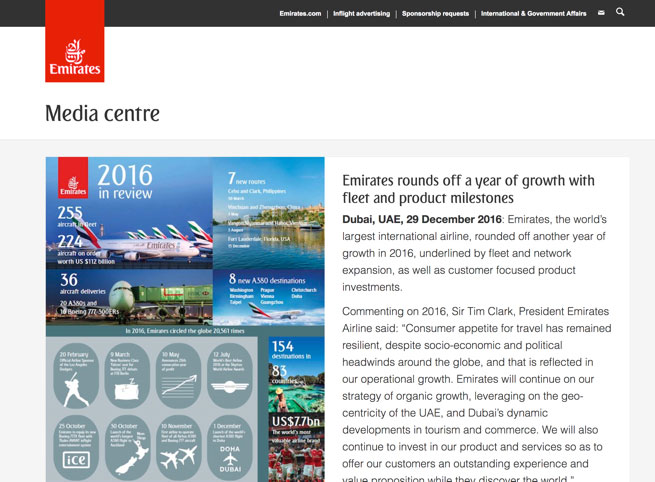 Emirates.com | Inflight advertising | Sponsorship requests | International & Government Affairs
Emirates
Media centre
Emirates
2016
in review
255
aircraft in fleet
224
aircraft on order
worth US $112 billion
36
aircraft deliveries
20 A380s and
16 Boeing 777-300ERs
7 new routes
Cebu and Clark, Philippines
Yinchuan and Zhengzhou, China
Fort Lauderdale, Florida, USA
8 new A380 destinations
Washington Prague Christchurch
Birmingham Vienna Doha
Taipei Guangzhou
In 2016, Emirates circled the globe 20,561 times
20 February
9 March
10 May
12 July
25 October
30 October
10 November
1 December
ice
DOHA
DUBAI
154
destinations in
83
countries
US$7.7bn
The world's most
valuable airline brand
Emirates rounds off a year of growth with
fleet and product milestones
Dubai, UAE, 29 December 2016: Emirates, the world's
largest international airline, rounded off another year of
growth in 2016, underlined by fleet and network
expansion, as well as customer focused product
investments.
Commenting on 2016, Sir Tim Clark, President Emirates
Airline said: "Consumer appetite for travel has remained
resilient, despite socio-economic and political
headwinds around the globe, and that is reflected in
our operational growth. Emirates will continue on our
strategy of organic growth, leveraging on the geo-
centricity of the UAE, and Dubai's dynamic
developments in tourism and commerce. We will also
continue to invest in our product and services so as to
offer our customers an outstanding experience and
value proposition while they discover the world."